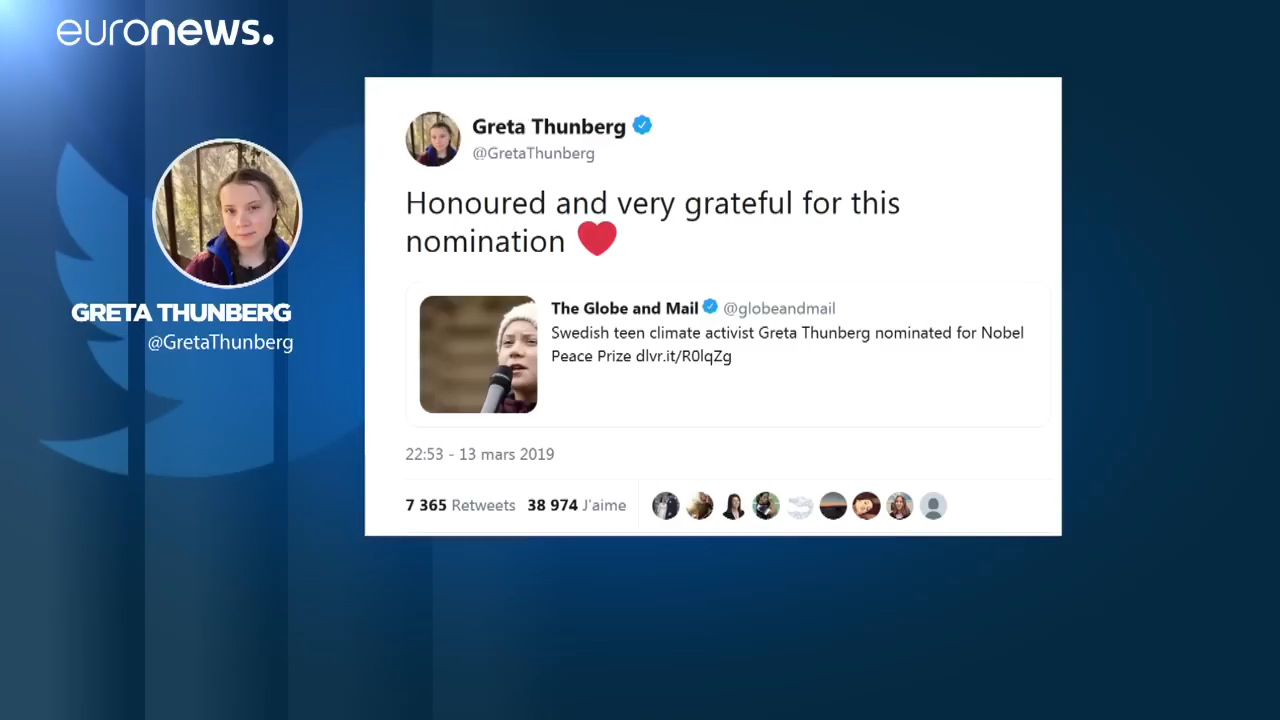 euronews.
GRETA THUNBERG
@GretaThunberg
Greta Thunberg
@GretaThunberg
Honoured and very grateful for this
nomination ❤
The Globe and Mail @globeandmail
Swedish teen climate activist Greta Thunberg nominated for Nobel
Peace Prize dlvr.it/R0lqZg
22:53 - 13 mars 2019
7 365 Retweets 38 974 J'aime